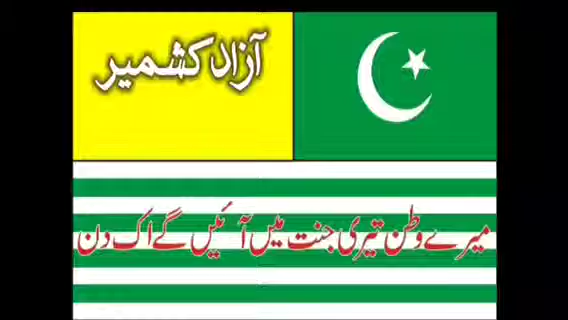 آزاد کشمیر
میرے وطن تیری جنت میں آئیں گے اک دن